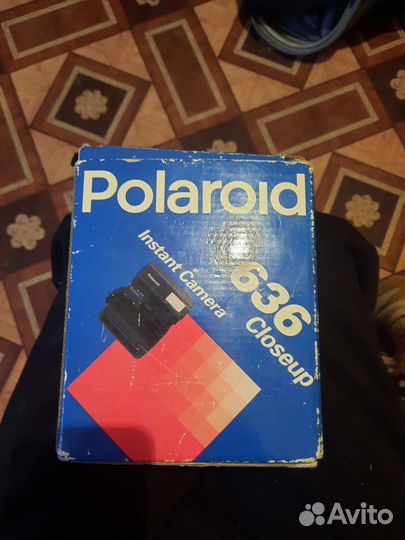 Polaroid
Instant Camera
636
Closeup
Avito